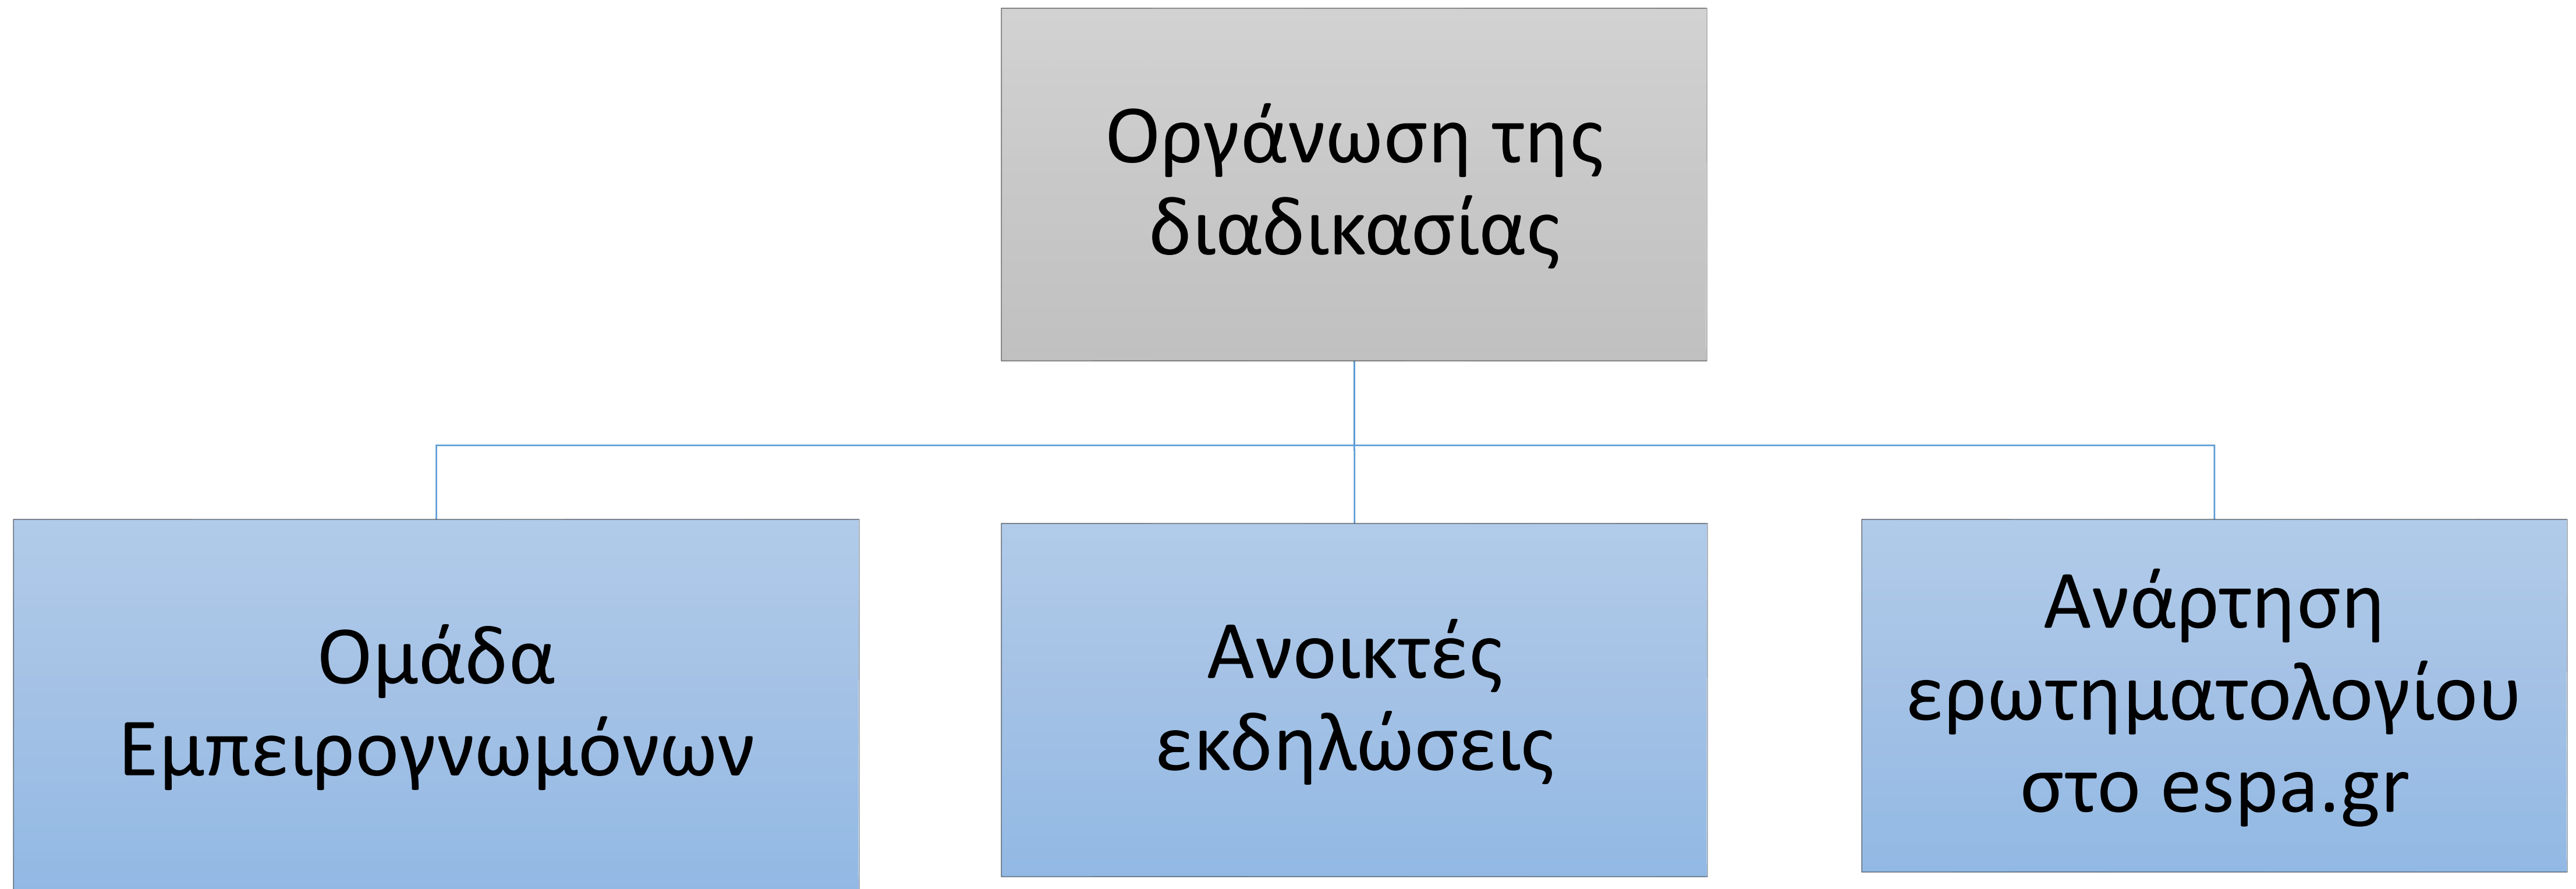 Οργάνωση της
διαδικασίας
Ομάδα
Εμπειρογνωμόνων
Ανοικτές
εκδηλώσεις
Ανάρτηση
ερωτηματολογίου
στο espa.gr